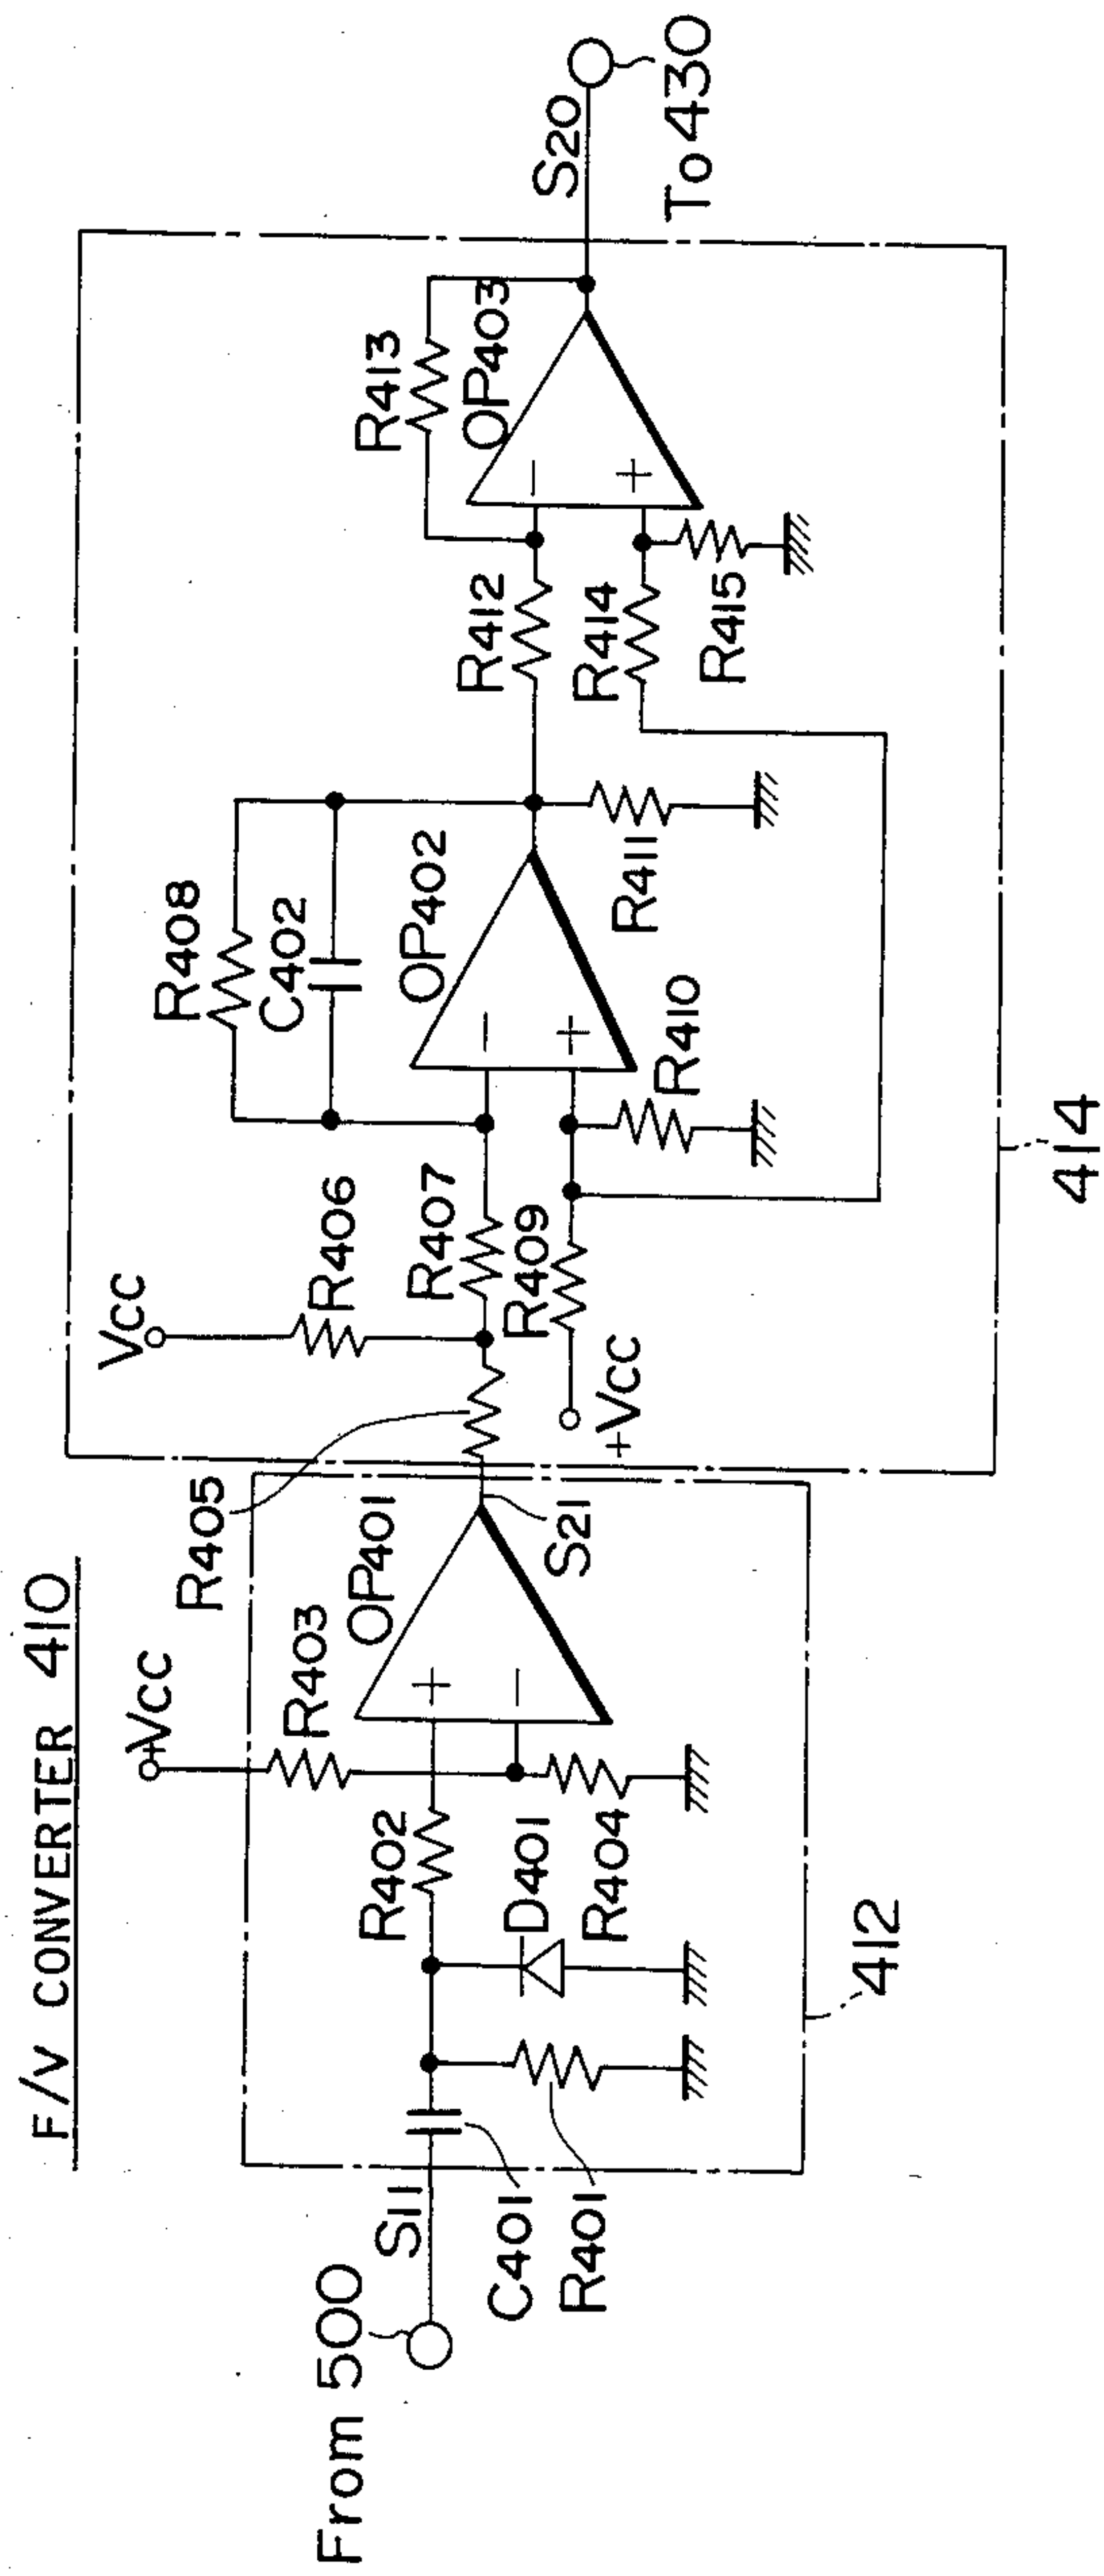 F/V CONVERTER 410
From 500
S11
C401
R401
R402
D401
R404
+Vcc
R403
OP401
+
−
S21
412
R405
Vcc
R406
R407
R409
+Vcc
R408
C402
OP402
−
+
R410
R411
R412
R414
R413
OP403
−
+
R415
414
S20
To 430